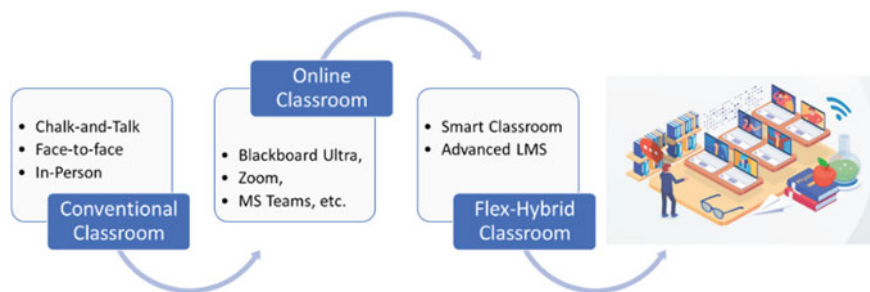 • Chalk-and-Talk
• Face-to-face
• In-Person
Conventional
Classroom
Online
Classroom
• Blackboard Ultra,
• Zoom,
• MS Teams, etc.
• Smart Classroom
• Advanced LMS
Flex-Hybrid
Classroom